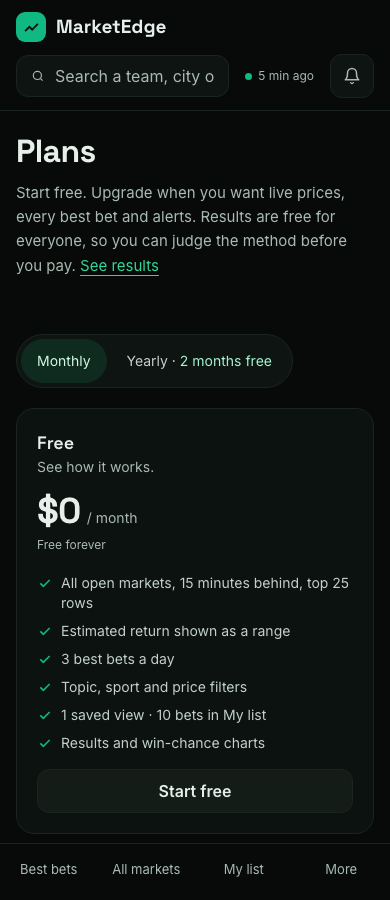 MarketEdge
Search a team, city o
5 min ago
Plans
Start free. Upgrade when you want live prices,
every best bet and alerts. Results are free for
everyone, so you can judge the method before
you pay. See results
Monthly
Yearly · 2 months free
Free
See how it works.
$0 / month
Free forever
All open markets, 15 minutes behind, top 25
rows
Estimated return shown as a range
3 best bets a day
Topic, sport and price filters
1 saved view · 10 bets in My list
Results and win-chance charts
Start free
Best bets
All markets
My list
More